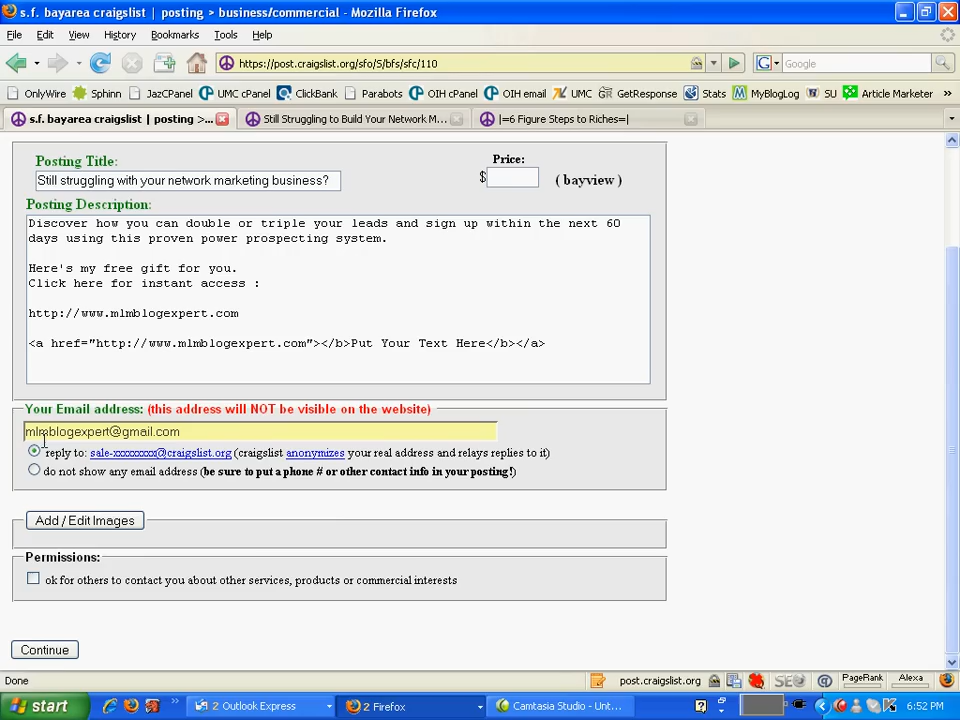 s.f. bayarea craigslist | posting > business/commercial - Mozilla Firefox
File Edit View History Bookmarks Tools Help
https://post.craigslist.org/sfo/S/bfs/sfc/110
Google
OnlyWire Sphinn JazCPanel UMC cPanel ClickBank Parabots OIH cPanel OIH email UMC GetResponse Stats MyBlogLog SU Article Marketer »
s.f. bayarea craigslist | posting >... Still Struggling to Build Your Network M... |=6 Figure Steps to Riches=|
Posting Title: Price:
Still struggling with your network marketing business? $ ( bayview )
Posting Description:
Discover how you can double or triple your leads and sign up within the next 60
days using this proven power prospecting system.
Here's my free gift for you.
Click here for instant access :
http://www.mlmblogexpert.com
<a href="http://www.mlmblogexpert.com"></b>Put Your Text Here</b></a>
Your Email address: (this address will NOT be visible on the website)
mlmblogexpert@gmail.com
reply to: sale-xxxxxxxxx@craigslist.org (craigslist anonymizes your real address and relays replies to it)
do not show any email address (be sure to put a phone # or other contact info in your posting!)
Add / Edit Images
Permissions:
ok for others to contact you about other services, products or commercial interests
Continue
Done post.craigslist.org SEO PageRank Alexa
start 2 Outlook Express 2 Firefox Camtasia Studio - Unt... 6:52 PM